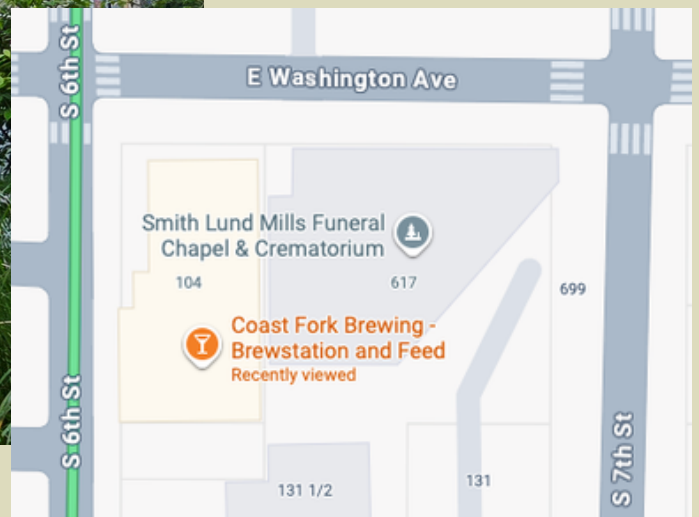 S 6th St
E Washington Ave
Smith Lund Mills Funeral
Chapel & Crematorium
104
617
699
Coast Fork Brewing -
Brewstation and Feed
Recently viewed
S 6th St
S 7th St
131 1/2
131